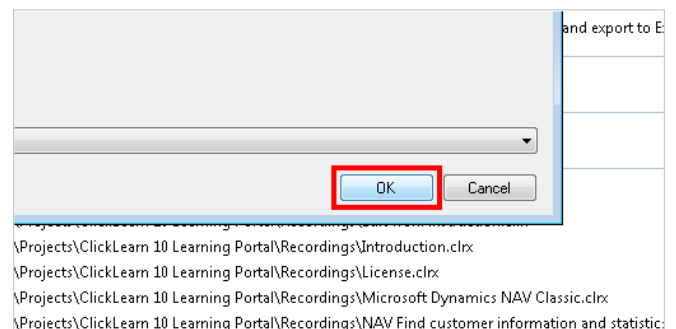 and export to E
OK
Cancel
\Projects\ClickLearn 10 Learning Portal\Recordings\Introduction.clrx
\Projects\ClickLearn 10 Learning Portal\Recordings\License.clrx
\Projects\ClickLearn 10 Learning Portal\Recordings\Microsoft Dynamics NAV Classic.clrx
\Projects\ClickLearn 10 Learning Portal\Recordings\NAV Find customer information and statistic